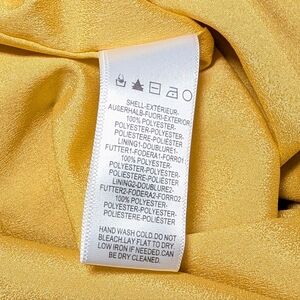 SHELL-EXTÉRIEUR-
AUßERHALB-FUORI-EXTERIOR
100% POLYESTER-
POLYESTER-POLYESTER-
POLIESTERE-POLIÉSTER
LINING1-DOUBLURE1-
FUTTER1-FODERA1-FORRO1
100% POLYESTER-
POLYESTER-POLYESTER-
POLIESTERE-POLIÉSTER
LINING2-DOUBLURE2-
FUTTER2-FODERA2-FORRO2
100% POLYESTER-
POLYESTER-POLYESTER-
POLIESTERE-POLIÉSTER
HAND WASH COLD.DO NOT
BLEACH.LAY FLAT TO DRY.
LOW IRON IF NEEDED.CAN
BE DRY CLEANED.